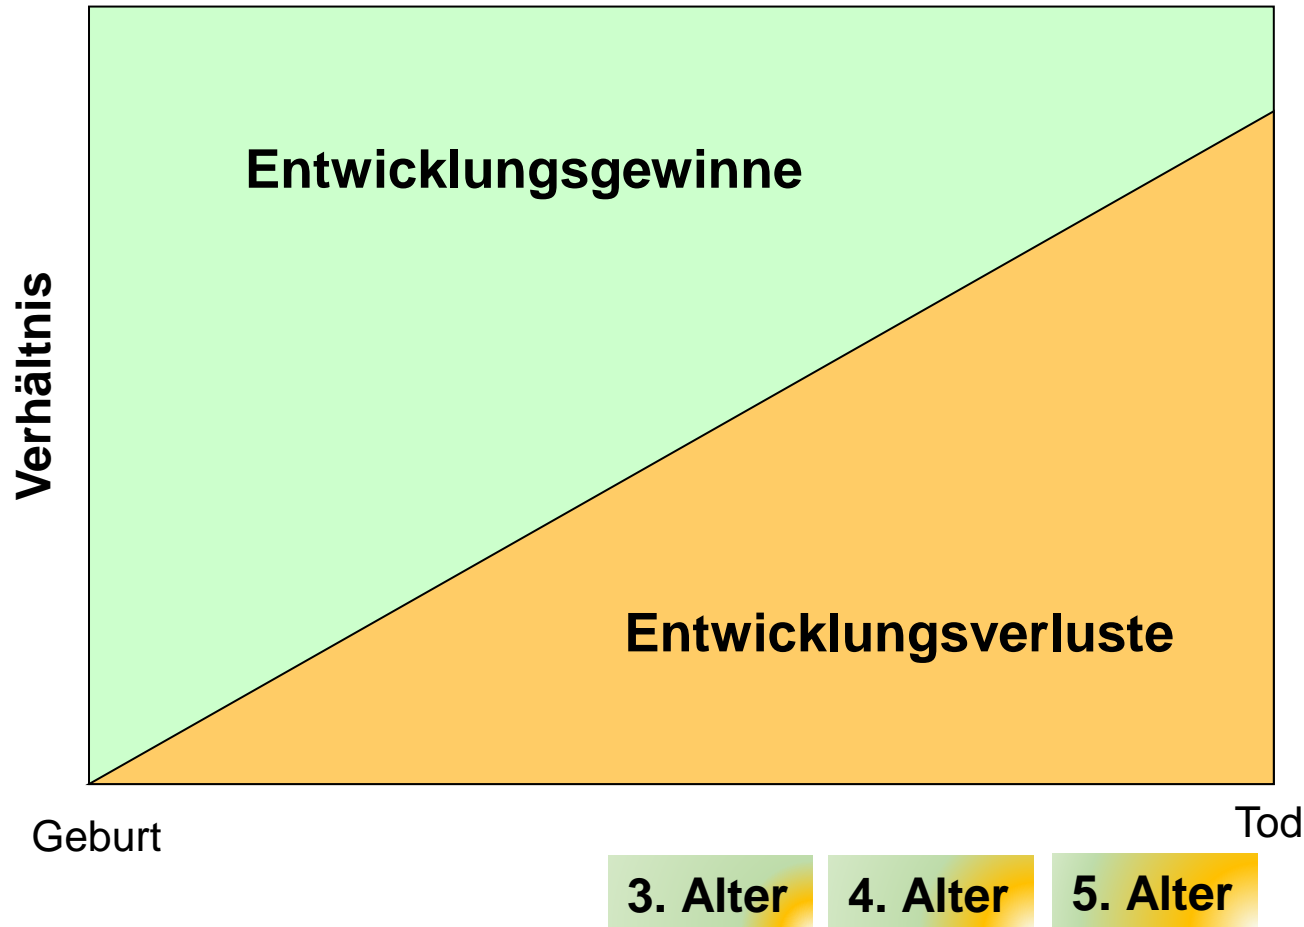 Entwicklungsgewinne
Verhältnis
Entwicklungsverluste
Geburt
Tod
3. Alter
4. Alter
5. Alter